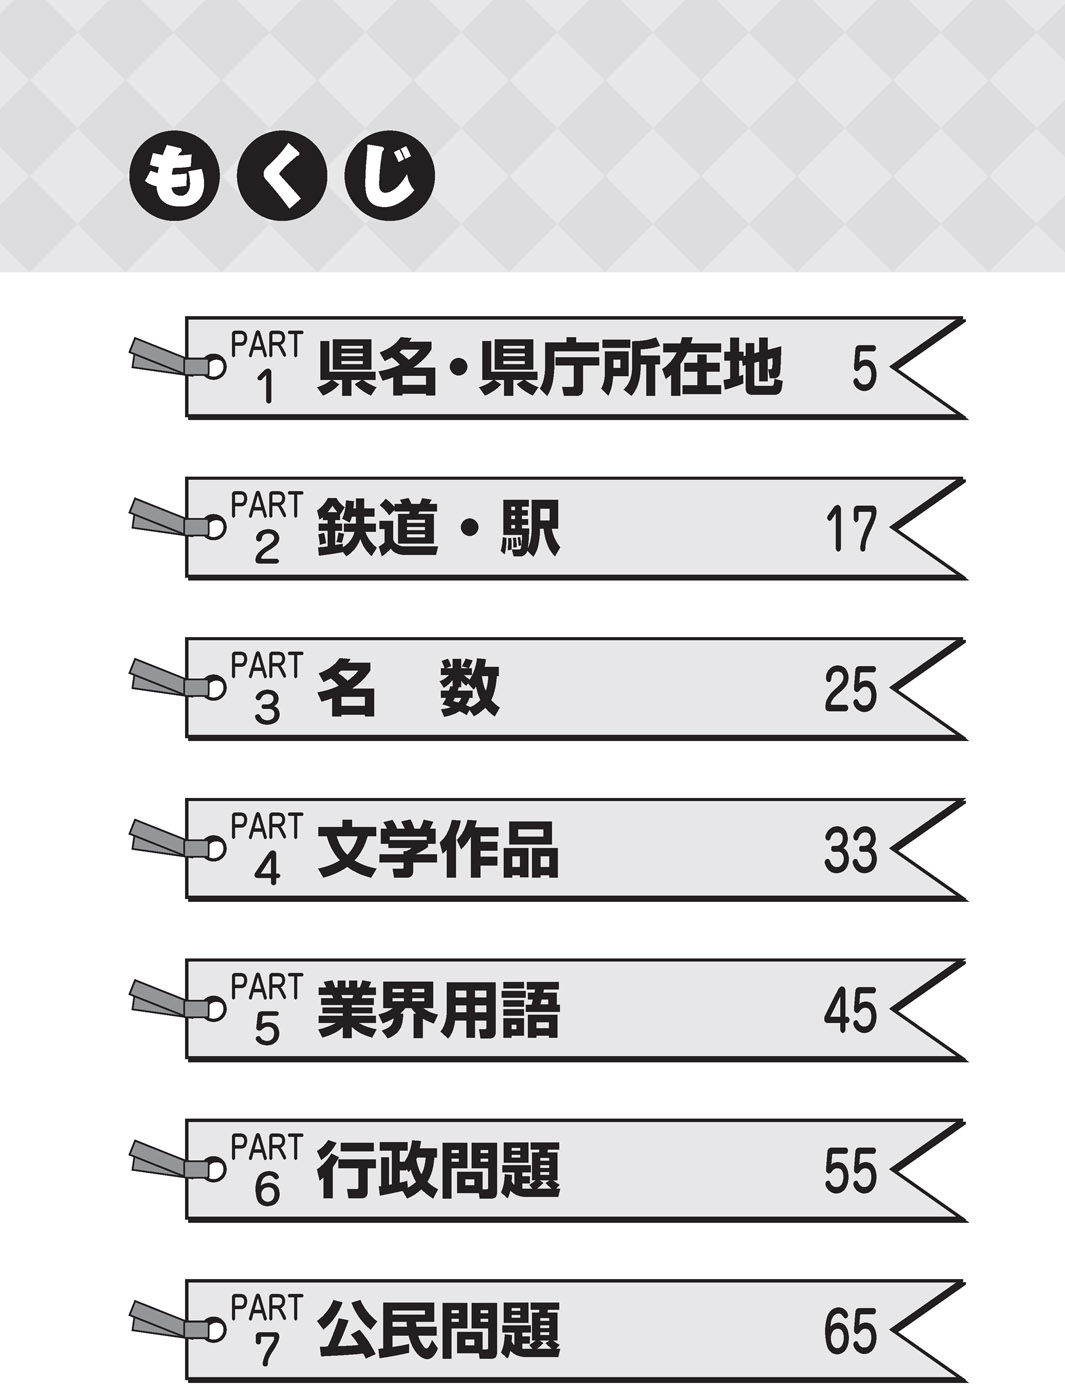 もくじ
PART 1 県名・県庁所在地 5
PART 2 鉄道・駅 17
PART 3 名　数 25
PART 4 文学作品 33
PART 5 業界用語 45
PART 6 行政問題 55
PART 7 公民問題 65